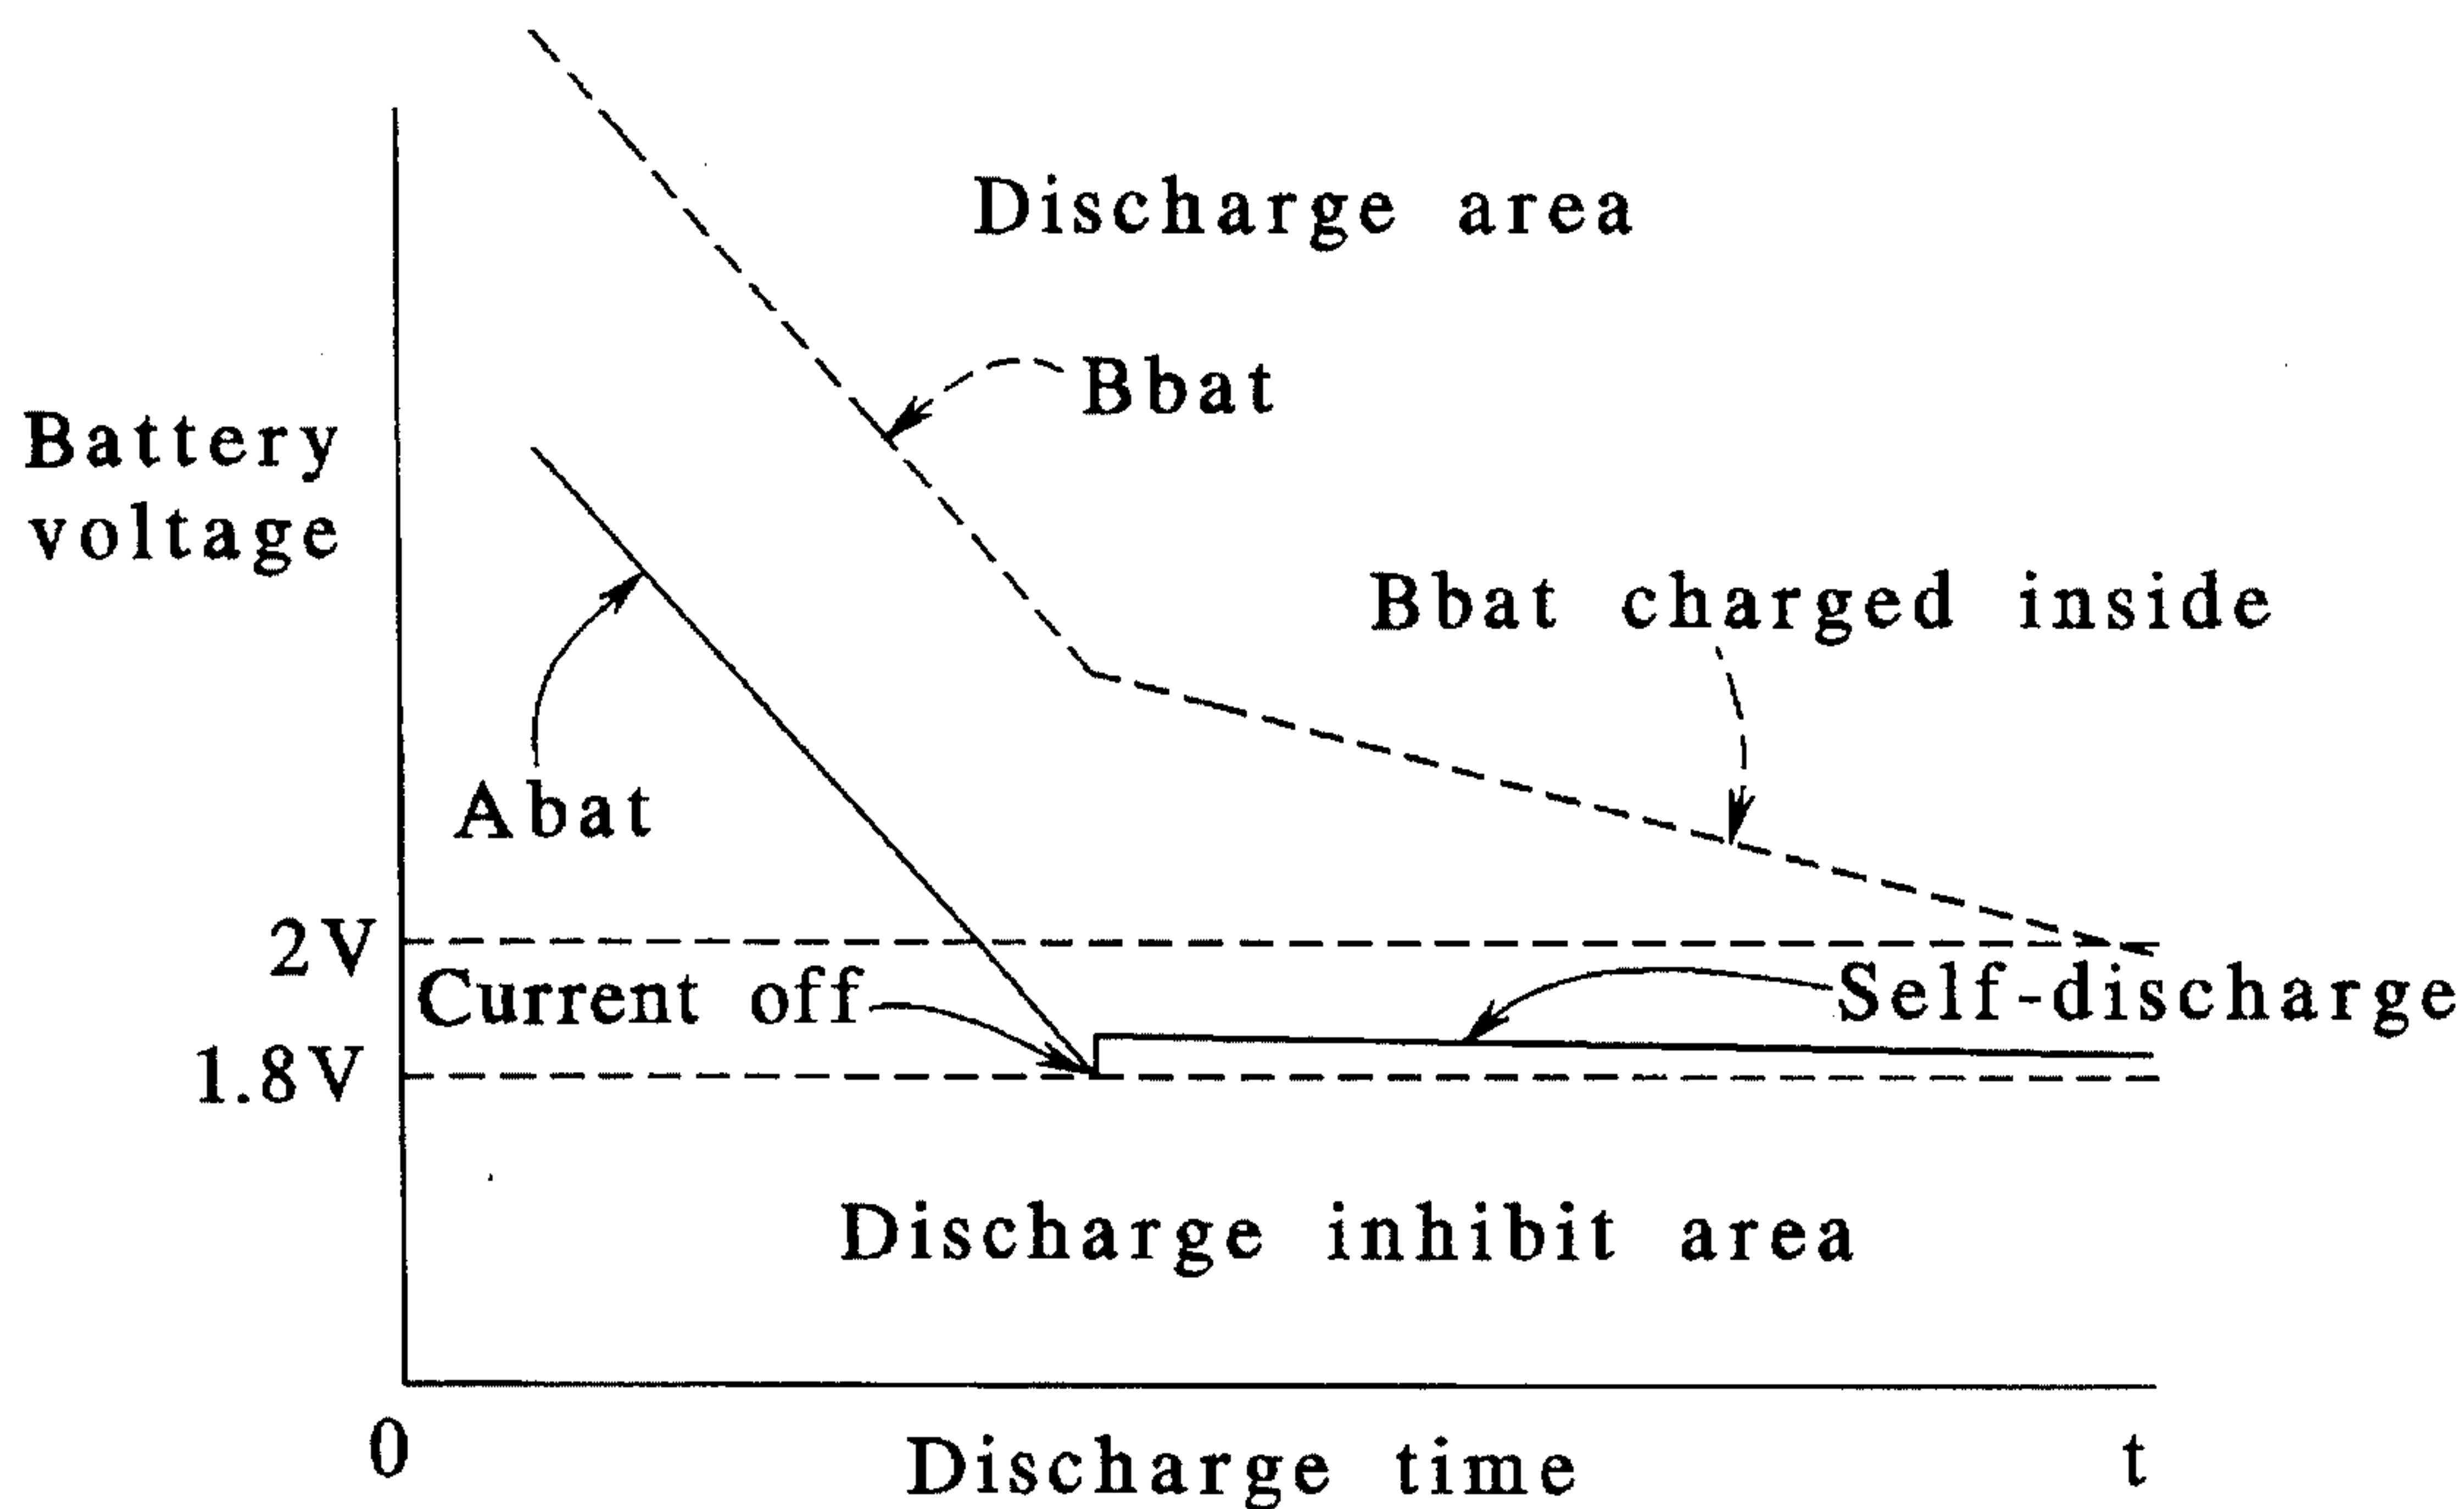 Discharge area
Bbat
Battery
voltage
Bbat charged inside
Abat
2V
Current off
Self-discharge
1.8V
Discharge inhibit area
0
Discharge time
t